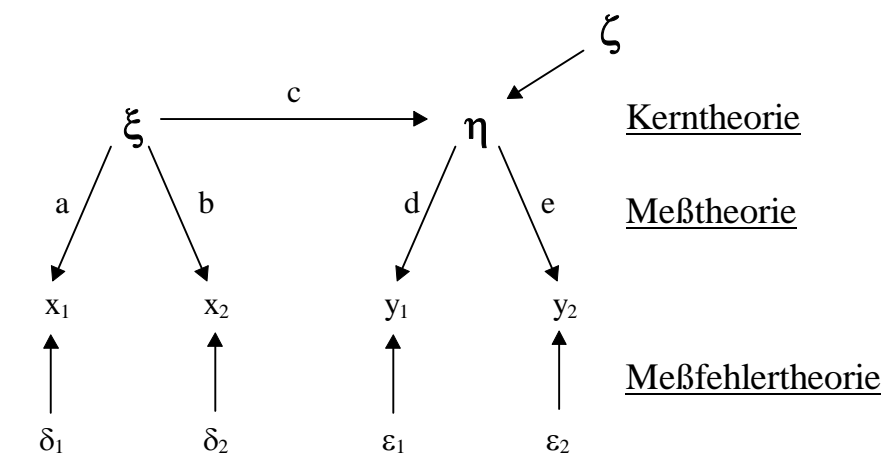 ζ
c
ξ η Kerntheorie
a b d e Meßtheorie
x₁ x₂ y₁ y₂
Meßfehlertheorie
δ₁ δ₂ ε₁ ε₂